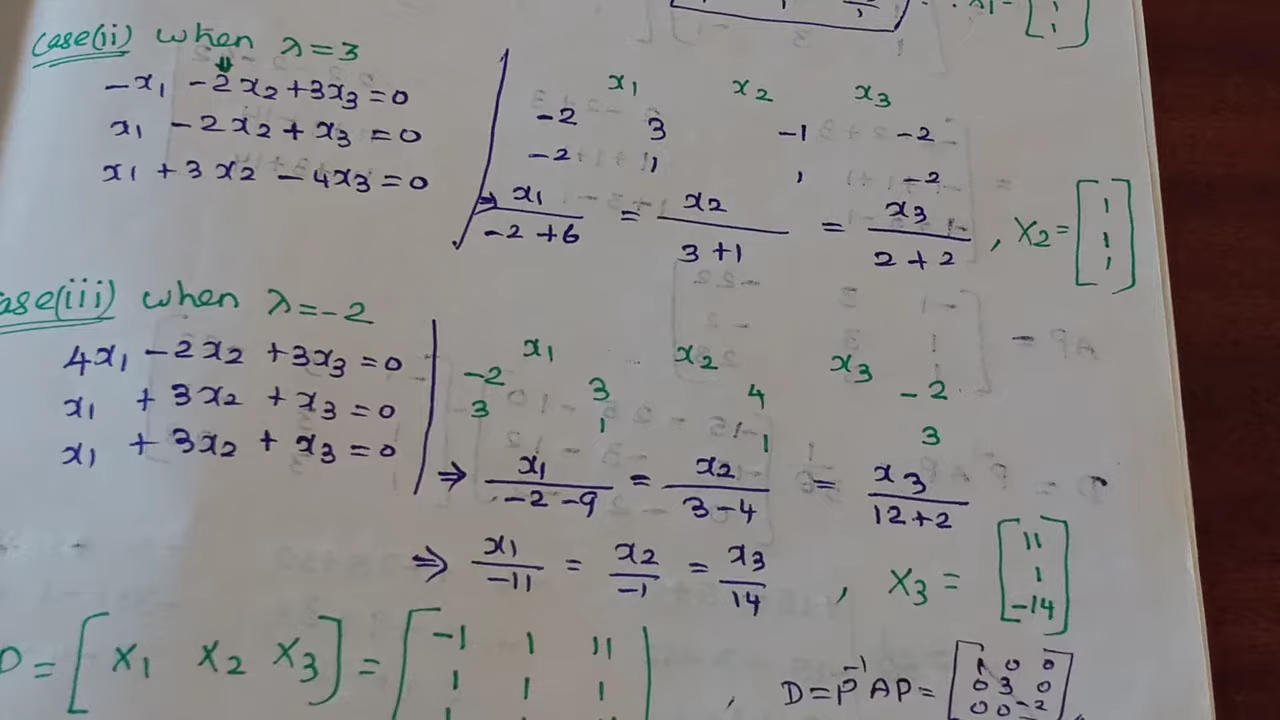 case(ii) when λ=3
-x₁ -2x₂ +3x₃ =0
x₁ -2x₂ + x₃ =0
x₁ +3x₂ -4x₃ =0
x₁ x₂ x₃
-2 3 -1 -2
-2 1 1 -2
⇒ x₁/(-2+6) = x₂/(3+1) = x₃/(2+2) , X₂ = [1 1 1]
ase(iii) when λ=-2
4x₁ -2x₂ +3x₃ =0
x₁ +3x₂ +x₃ =0
x₁ +3x₂ +x₃ =0
x₁ x₂ x₃
-2 3 4 -2
3 1 1 3
⇒ x₁/(-2-9) = x₂/(3-4) = x₃/(12+2)
⇒ x₁/-11 = x₂/-1 = x₃/14 , X₃ = [11 1 -14]
= [X₁ X₂ X₃] = [-1 1 11
1 1 1
, D = P⁻¹AP = [1 0 0
0 3 0
0 0 -2]